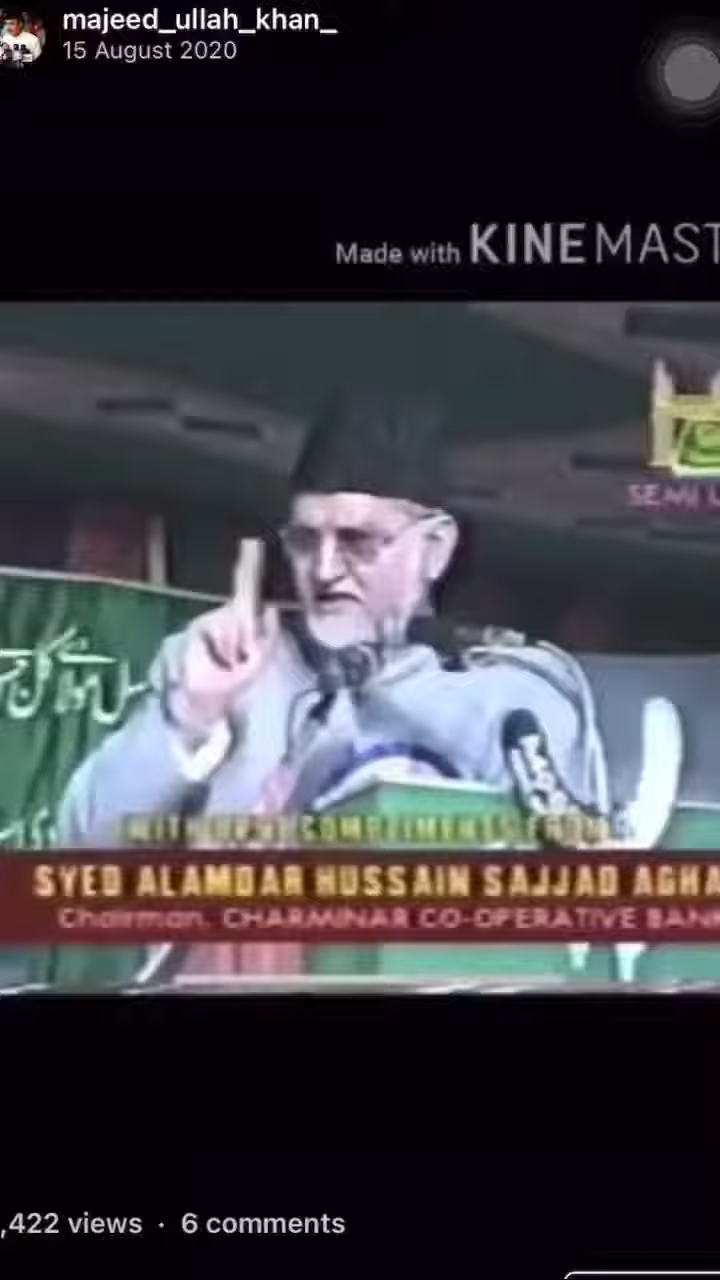 majeed_ullah_khan_
15 August 2020
Made with KINEMAST
SEMI
WITH BEST COMPLIMENTS FROM
SYED ALAMDAR HUSSAIN SAJJAD AGHA
Chairman, CHARMINAR CO-OPERATIVE BANK
,422 views · 6 comments